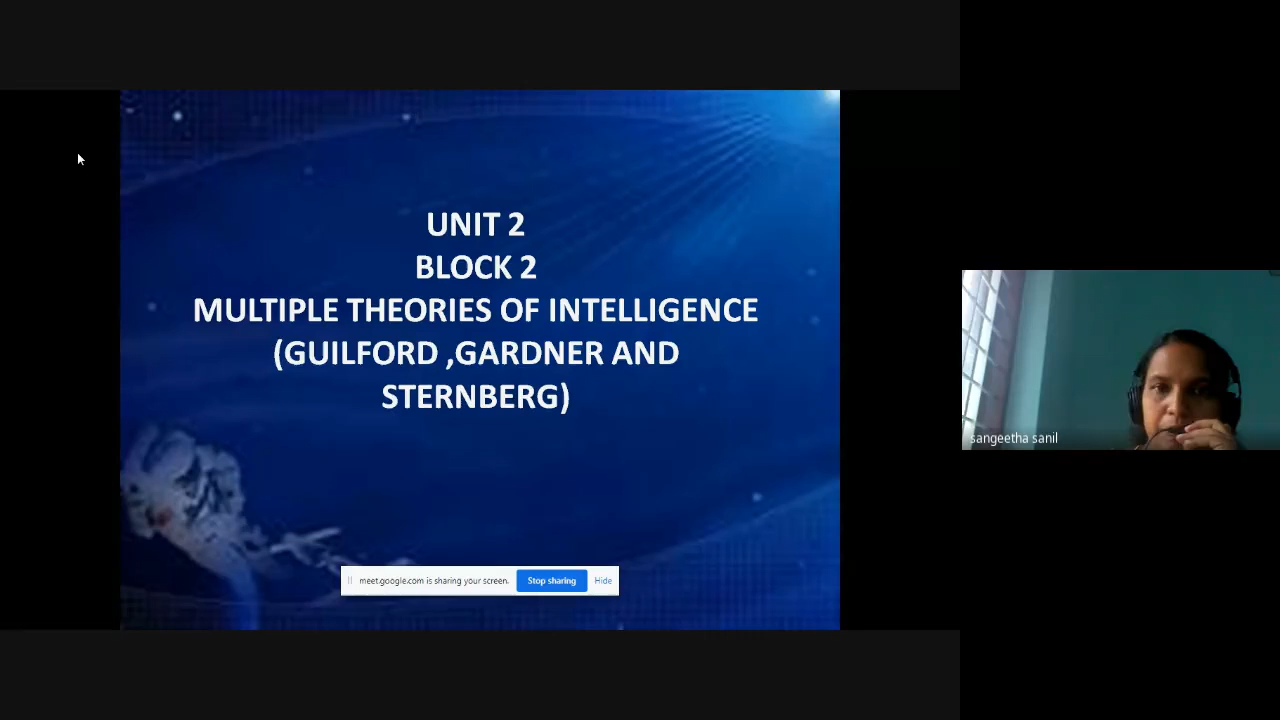 UNIT 2
BLOCK 2
MULTIPLE THEORIES OF INTELLIGENCE
(GUILFORD ,GARDNER AND
STERNBERG)
meet.google.com is sharing your screen. Stop sharing Hide
sangeetha sanil